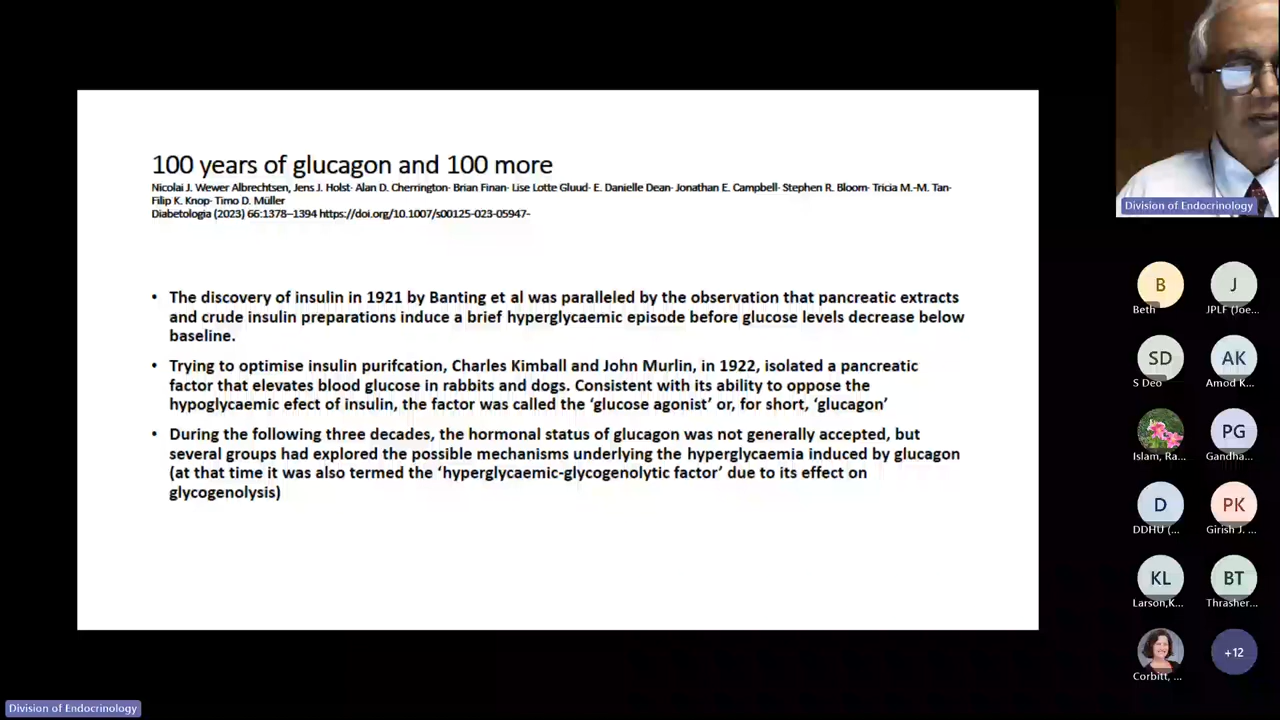 100 years of glucagon and 100 more
Nicolai J. Wewer Albrechtsen, Jens J. Holst· Alan D. Cherrington· Brian Finan· Lise Lotte Gluud· E. Danielle Dean· Jonathan E. Campbell· Stephen R. Bloom· Tricia M.-M. Tan·
Filip K. Knop· Timo D. Müller
Diabetologia (2023) 66:1378–1394 https://doi.org/10.1007/s00125-023-05947-
• The discovery of insulin in 1921 by Banting et al was paralleled by the observation that pancreatic extracts
and crude insulin preparations induce a brief hyperglycaemic episode before glucose levels decrease below
baseline.
• Trying to optimise insulin purifcation, Charles Kimball and John Murlin, in 1922, isolated a pancreatic
factor that elevates blood glucose in rabbits and dogs. Consistent with its ability to oppose the
hypoglycaemic efect of insulin, the factor was called the ‘glucose agonist’ or, for short, ‘glucagon’
• During the following three decades, the hormonal status of glucagon was not generally accepted, but
several groups had explored the possible mechanisms underlying the hyperglycaemia induced by glucagon
(at that time it was also termed the ‘hyperglycaemic-glycogenolytic factor’ due to its effect on
glycogenolysis)
Division of Endocrinology
B
Beth
J
JPLF (Joe...
SD
S Deo
AK
Amod K...
Islam, Ra...
PG
Gandha...
D
DDHU (...
PK
Girish J. ...
KL
Larson,K...
BT
Thrasher...
Corbitt, ...
+12
Division of Endocrinology